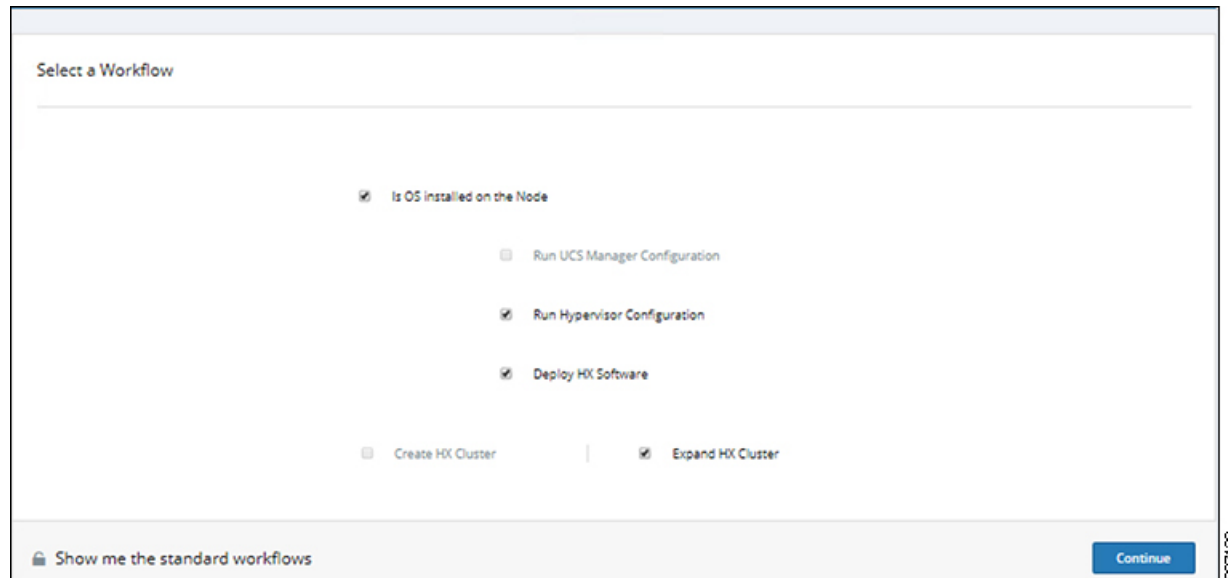 Select a Workflow
Is OS installed on the Node
Run UCS Manager Configuration
Run Hypervisor Configuration
Deploy HX Software
Create HX Cluster | Expand HX Cluster
Show me the standard workflows Continue